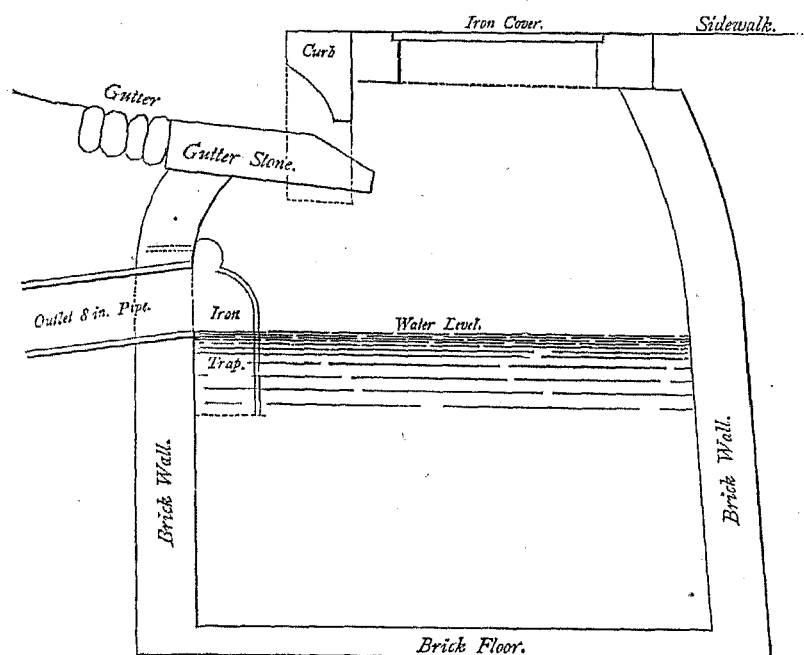 Iron Cover.
Sidewalk.
Curb
Gutter
Gutter Stone.
Outlet 8 in. Pipe.
Iron
Trap.
Water Level.
Brick Wall.
Brick Wall.
Brick Floor.